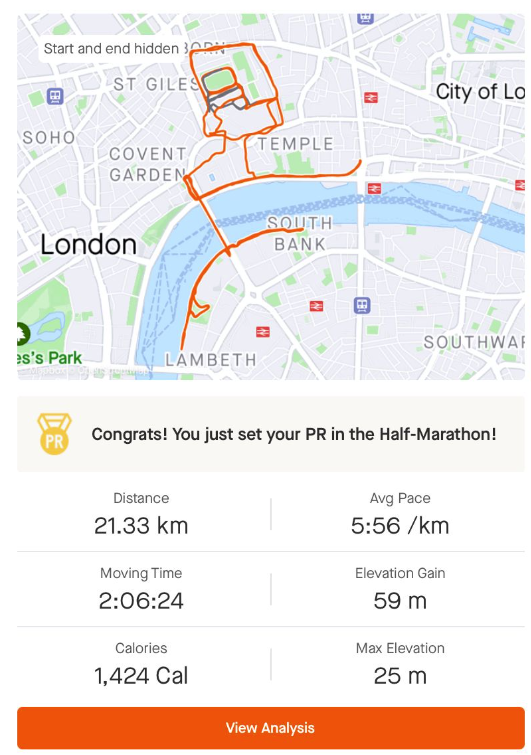 Start and end hidden
ST GILES
City of Lo
SOHO
COVENT
GARDEN
TEMPLE
SOUTH
BANK
London
SOUTHWAR
es's Park
LAMBETH
PR
Congrats! You just set your PR in the Half-Marathon!
Distance
21.33 km
Avg Pace
5:56 /km
Moving Time
2:06:24
Elevation Gain
59 m
Calories
1,424 Cal
Max Elevation
25 m
View Analysis